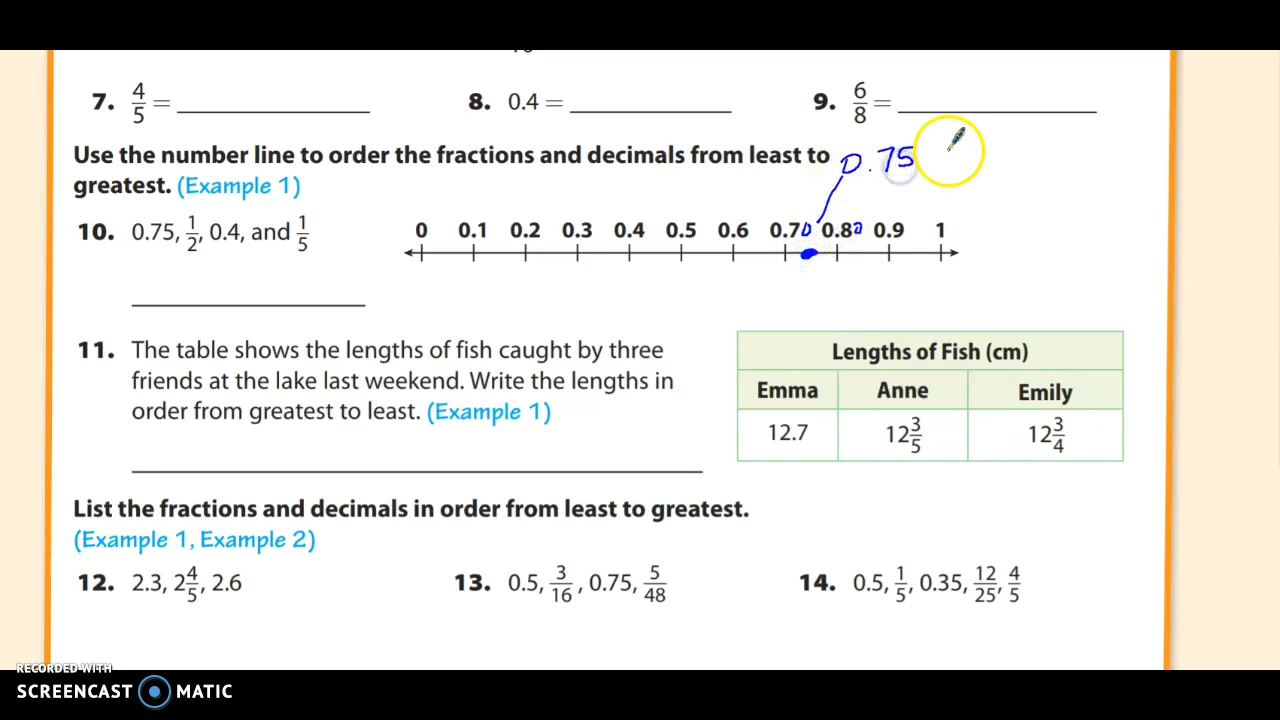 7. 4/5 = ____________ 8. 0.4 = ____________ 9. 6/8 = ____________
Use the number line to order the fractions and decimals from least to
greatest. (Example 1)
0.75
10. 0.75, 1/2, 0.4, and 1/5
0 0.1 0.2 0.3 0.4 0.5 0.6 0.70 0.80 0.9 1
11. The table shows the lengths of fish caught by three
friends at the lake last weekend. Write the lengths in
order from greatest to least. (Example 1)
Lengths of Fish (cm)
Emma Anne Emily
12.7 12 3/5 12 3/4
List the fractions and decimals in order from least to greatest.
(Example 1, Example 2)
12. 2.3, 2 4/5, 2.6 13. 0.5, 3/16, 0.75, 5/48 14. 0.5, 1/5, 0.35, 12/25, 4/5
RECORDED WITH
SCREENCAST MATIC